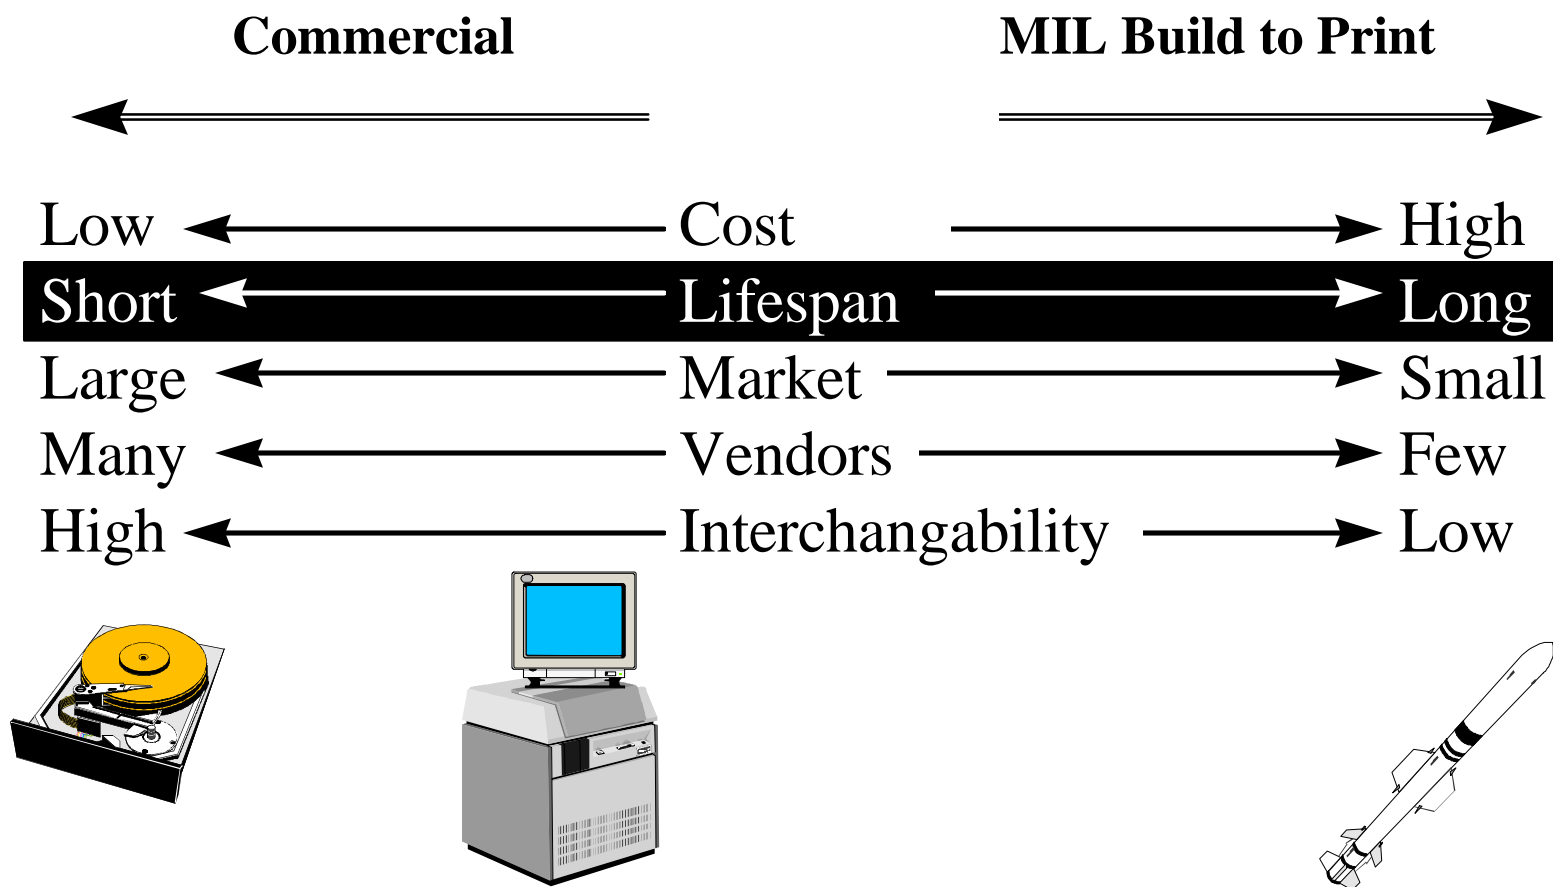 Commercial MIL Build to Print
Low Cost High
Short Lifespan Long
Large Market Small
Many Vendors Few
High Interchangability Low